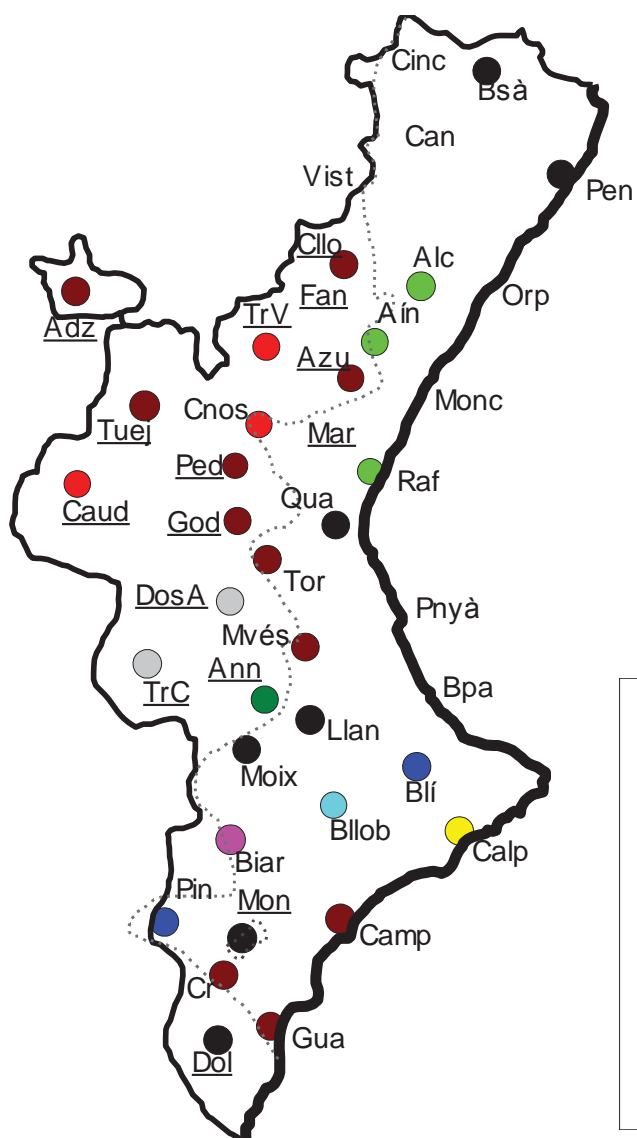 Cinc
Bsà
Can
Vist
Pen
Cllo
Alc
Fan
Orp
Adz
TrV
Aín
Azu
Monc
Cnos
Mar
Tuej
Ped
Raf
Caud
Qua
God
Tor
DosA
Pnyà
Mvés
Ann
TrC
Bpa
Llan
Moix
Blí
Bllob
Calp
Biar
Pin
Mon
Camp
Cr
Gua
Dol